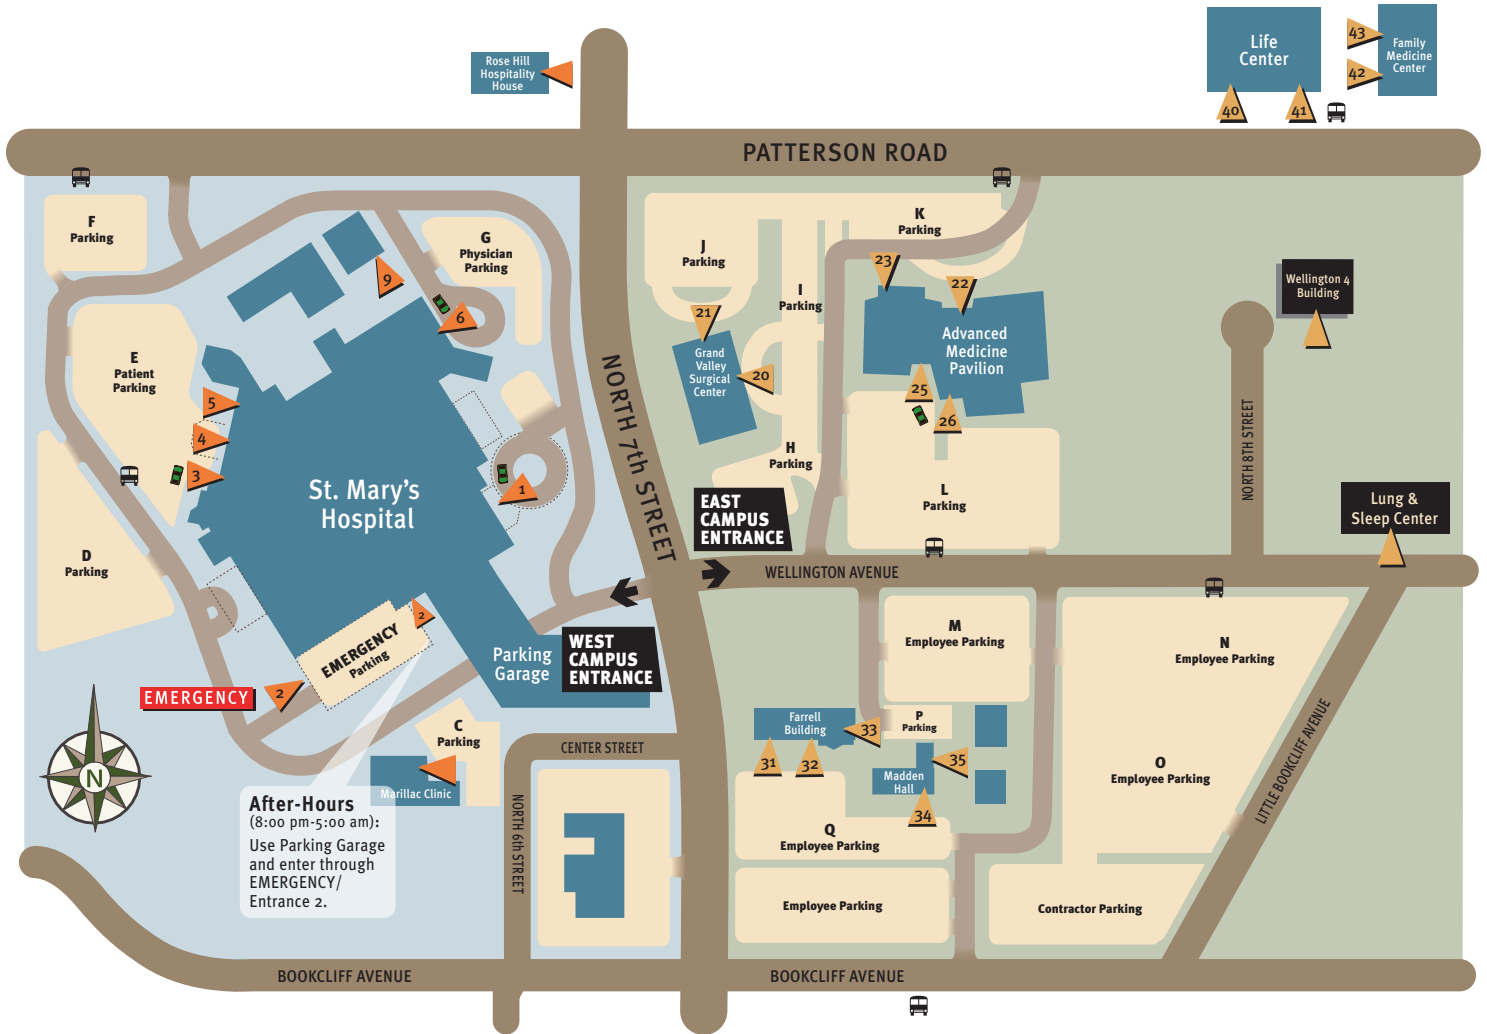 Rose Hill
Hospitality
House
Life
Center
43
42
Family
Medicine
Center
40
41
PATTERSON ROAD
F
Parking
G
Physician
Parking
9
6
J
Parking
K
Parking
I
Parking
23
22
21
Grand
Valley
Surgical
Center
20
Advanced
Medicine
Pavilion
25
26
Wellington 4
Building
E
Patient
Parking
5
4
3
NORTH 7th STREET
H
Parking
L
Parking
NORTH 8TH STREET
Lung &
Sleep Center
St. Mary's
Hospital
1
EAST
CAMPUS
ENTRANCE
D
Parking
WELLINGTON AVENUE
2
EMERGENCY
Parking
Parking
Garage
WEST
CAMPUS
ENTRANCE
M
Employee Parking
N
Employee Parking
EMERGENCY
2
C
Parking
CENTER STREET
Farrell
Building
33
P
Parking
31
32
35
Madden
Hall
34
O
Employee Parking
LITTLE BOOKCLIFF AVENUE
N
Marillac Clinic
After-Hours
(8:00 pm-5:00 am):
Use Parking Garage
and enter through
EMERGENCY/
Entrance 2.
NORTH 6th STREET
Q
Employee Parking
Employee Parking
Contractor Parking
BOOKCLIFF AVENUE
BOOKCLIFF AVENUE